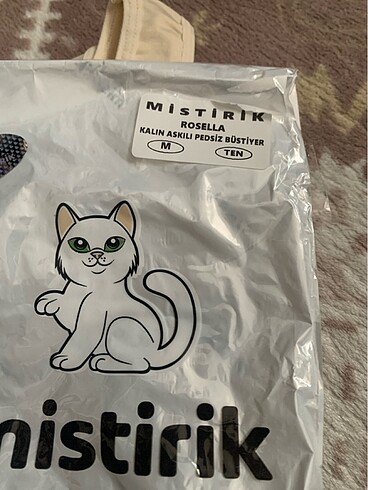 MİSTİRİK
ROSELLA
KALIN ASKILI PEDSİZ BÜSTİYER
M TEN
mistirik